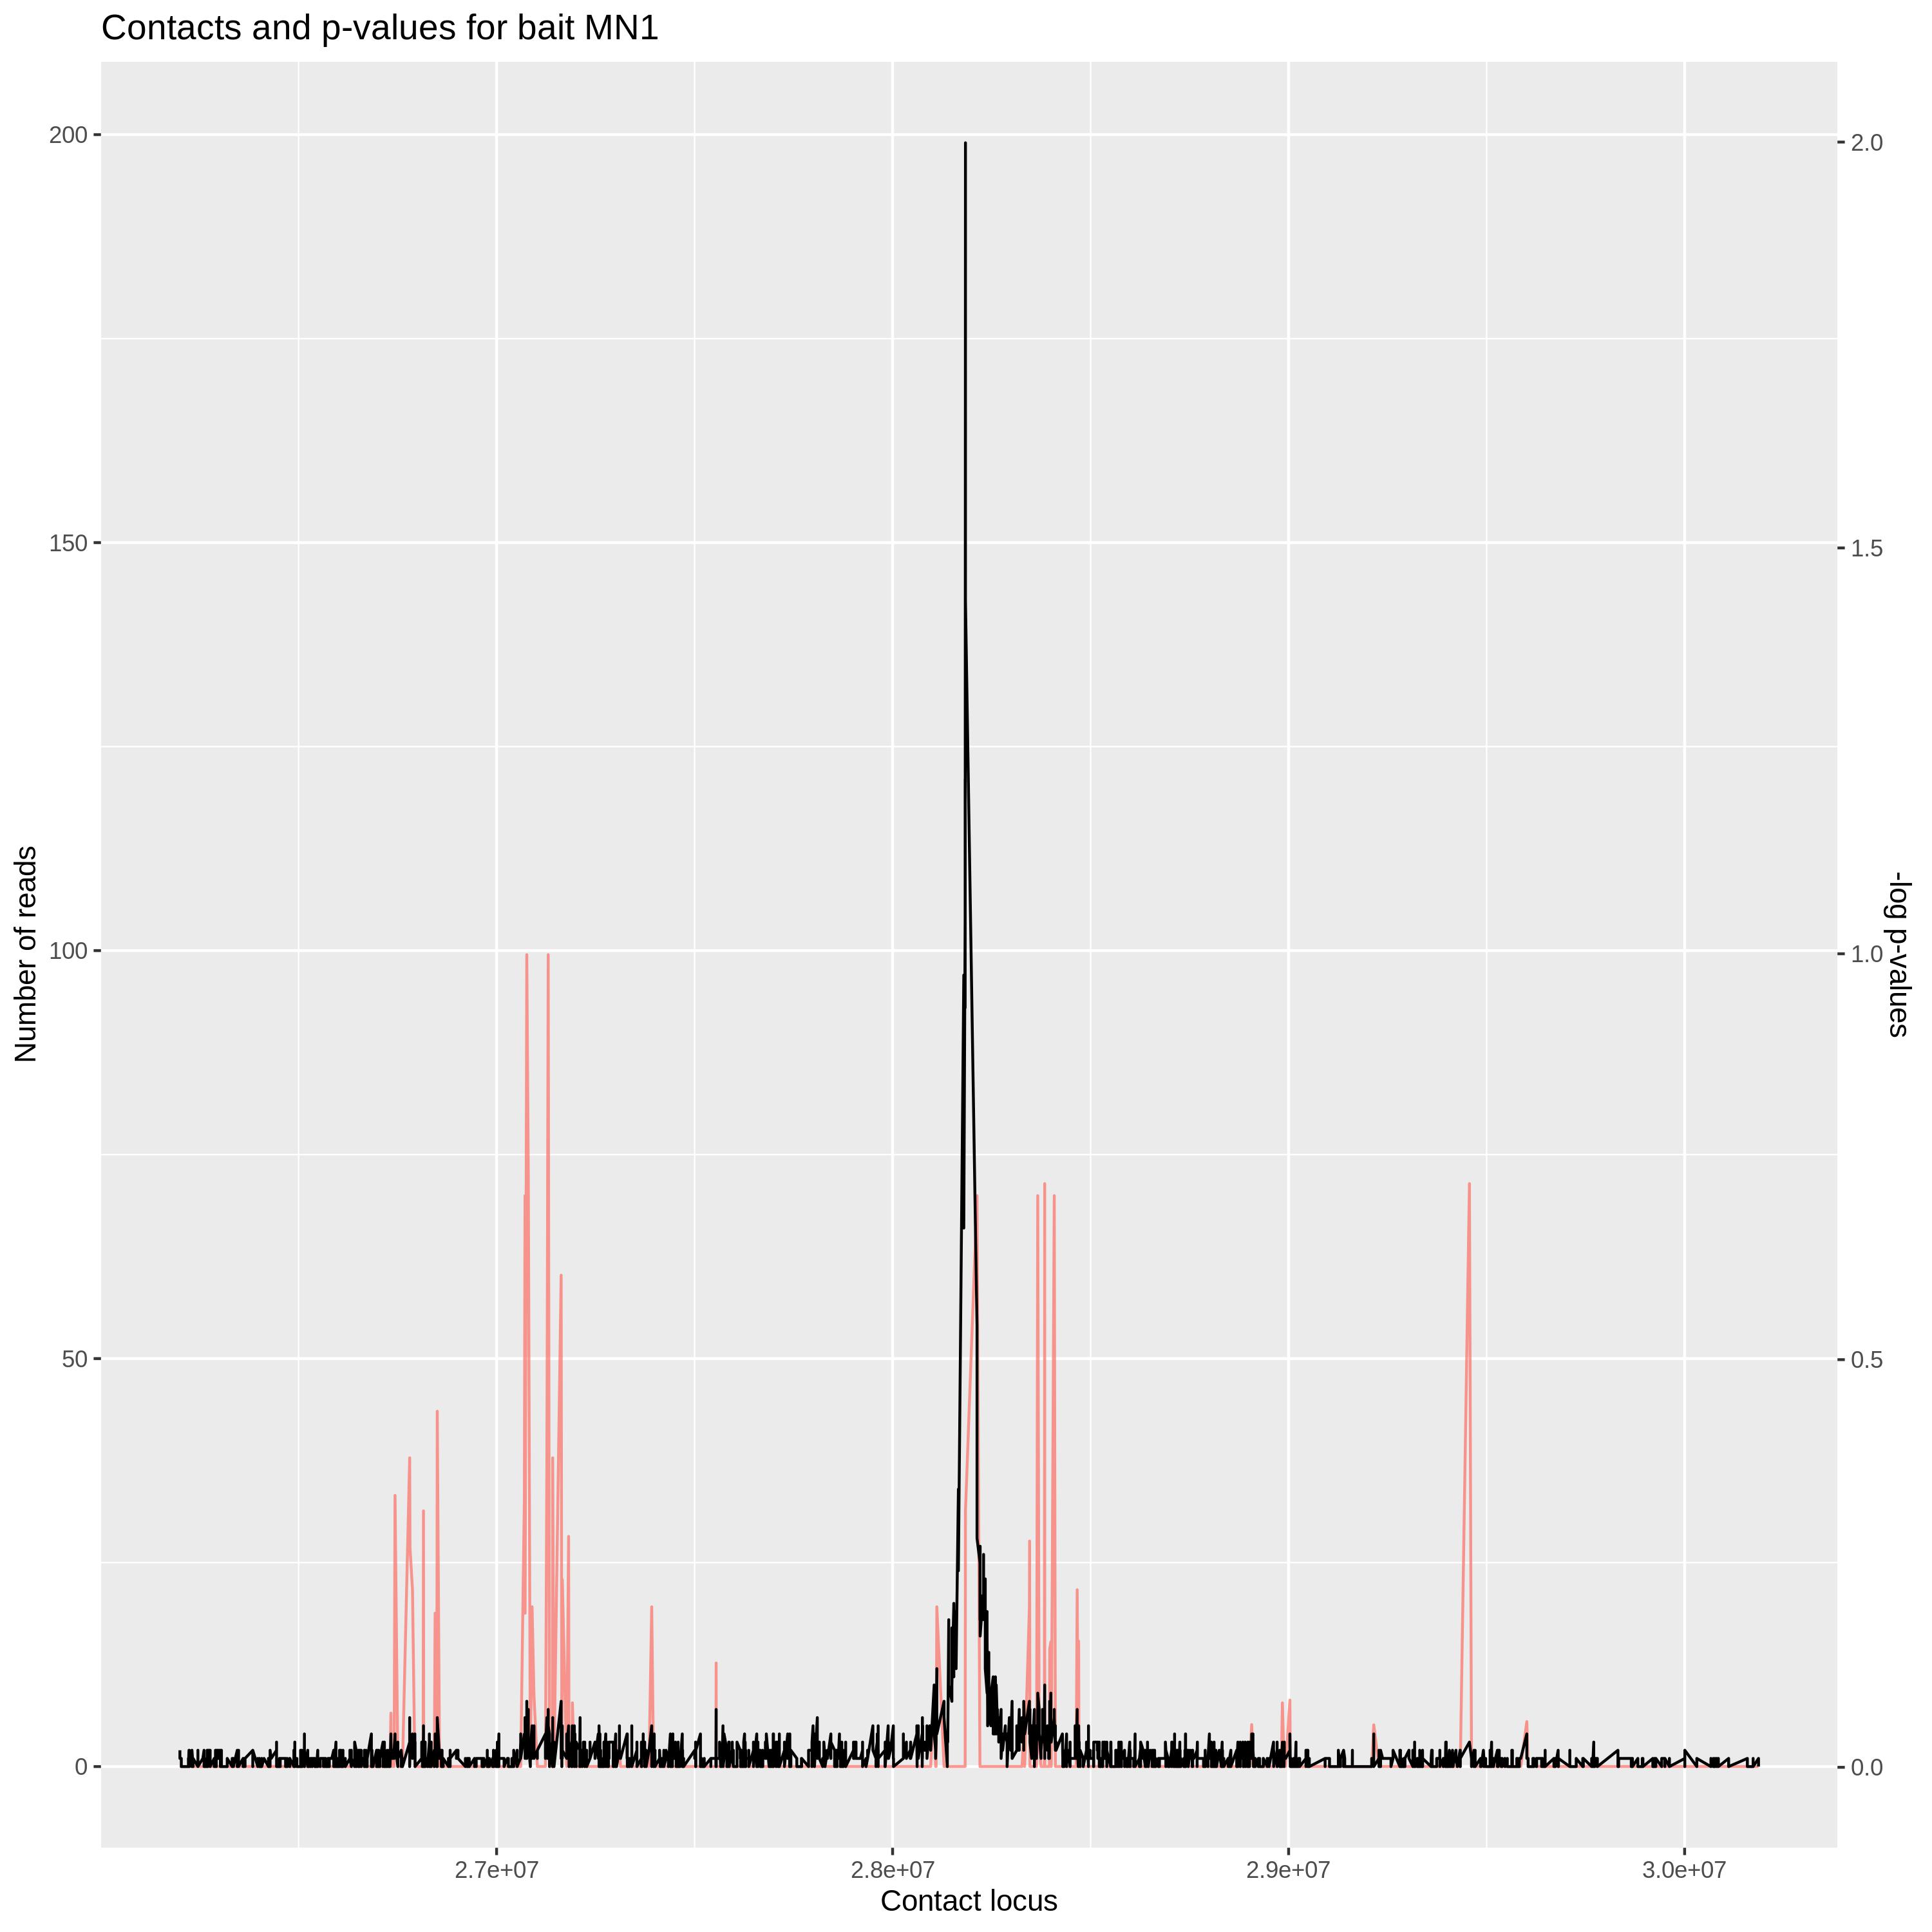 Contacts and p-values for bait MN1
200
150
100
50
0
2.0
1.5
1.0
0.5
0.0
Number of reads
-log p-values
2.7e+07
2.8e+07
2.9e+07
3.0e+07
Contact locus